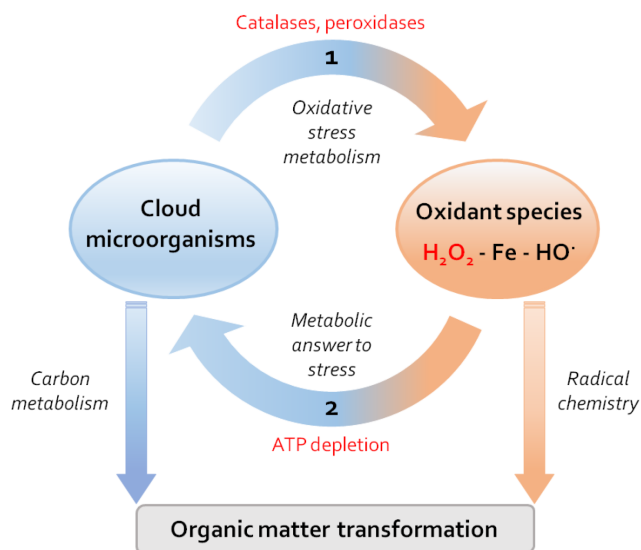 Catalases, peroxidases
1
Oxidative
stress
metabolism
Cloud
microorganisms
Oxidant species
H₂O₂ - Fe - HO·
Metabolic
answer to
stress
Carbon
metabolism
Radical
chemistry
2
ATP depletion
Organic matter transformation